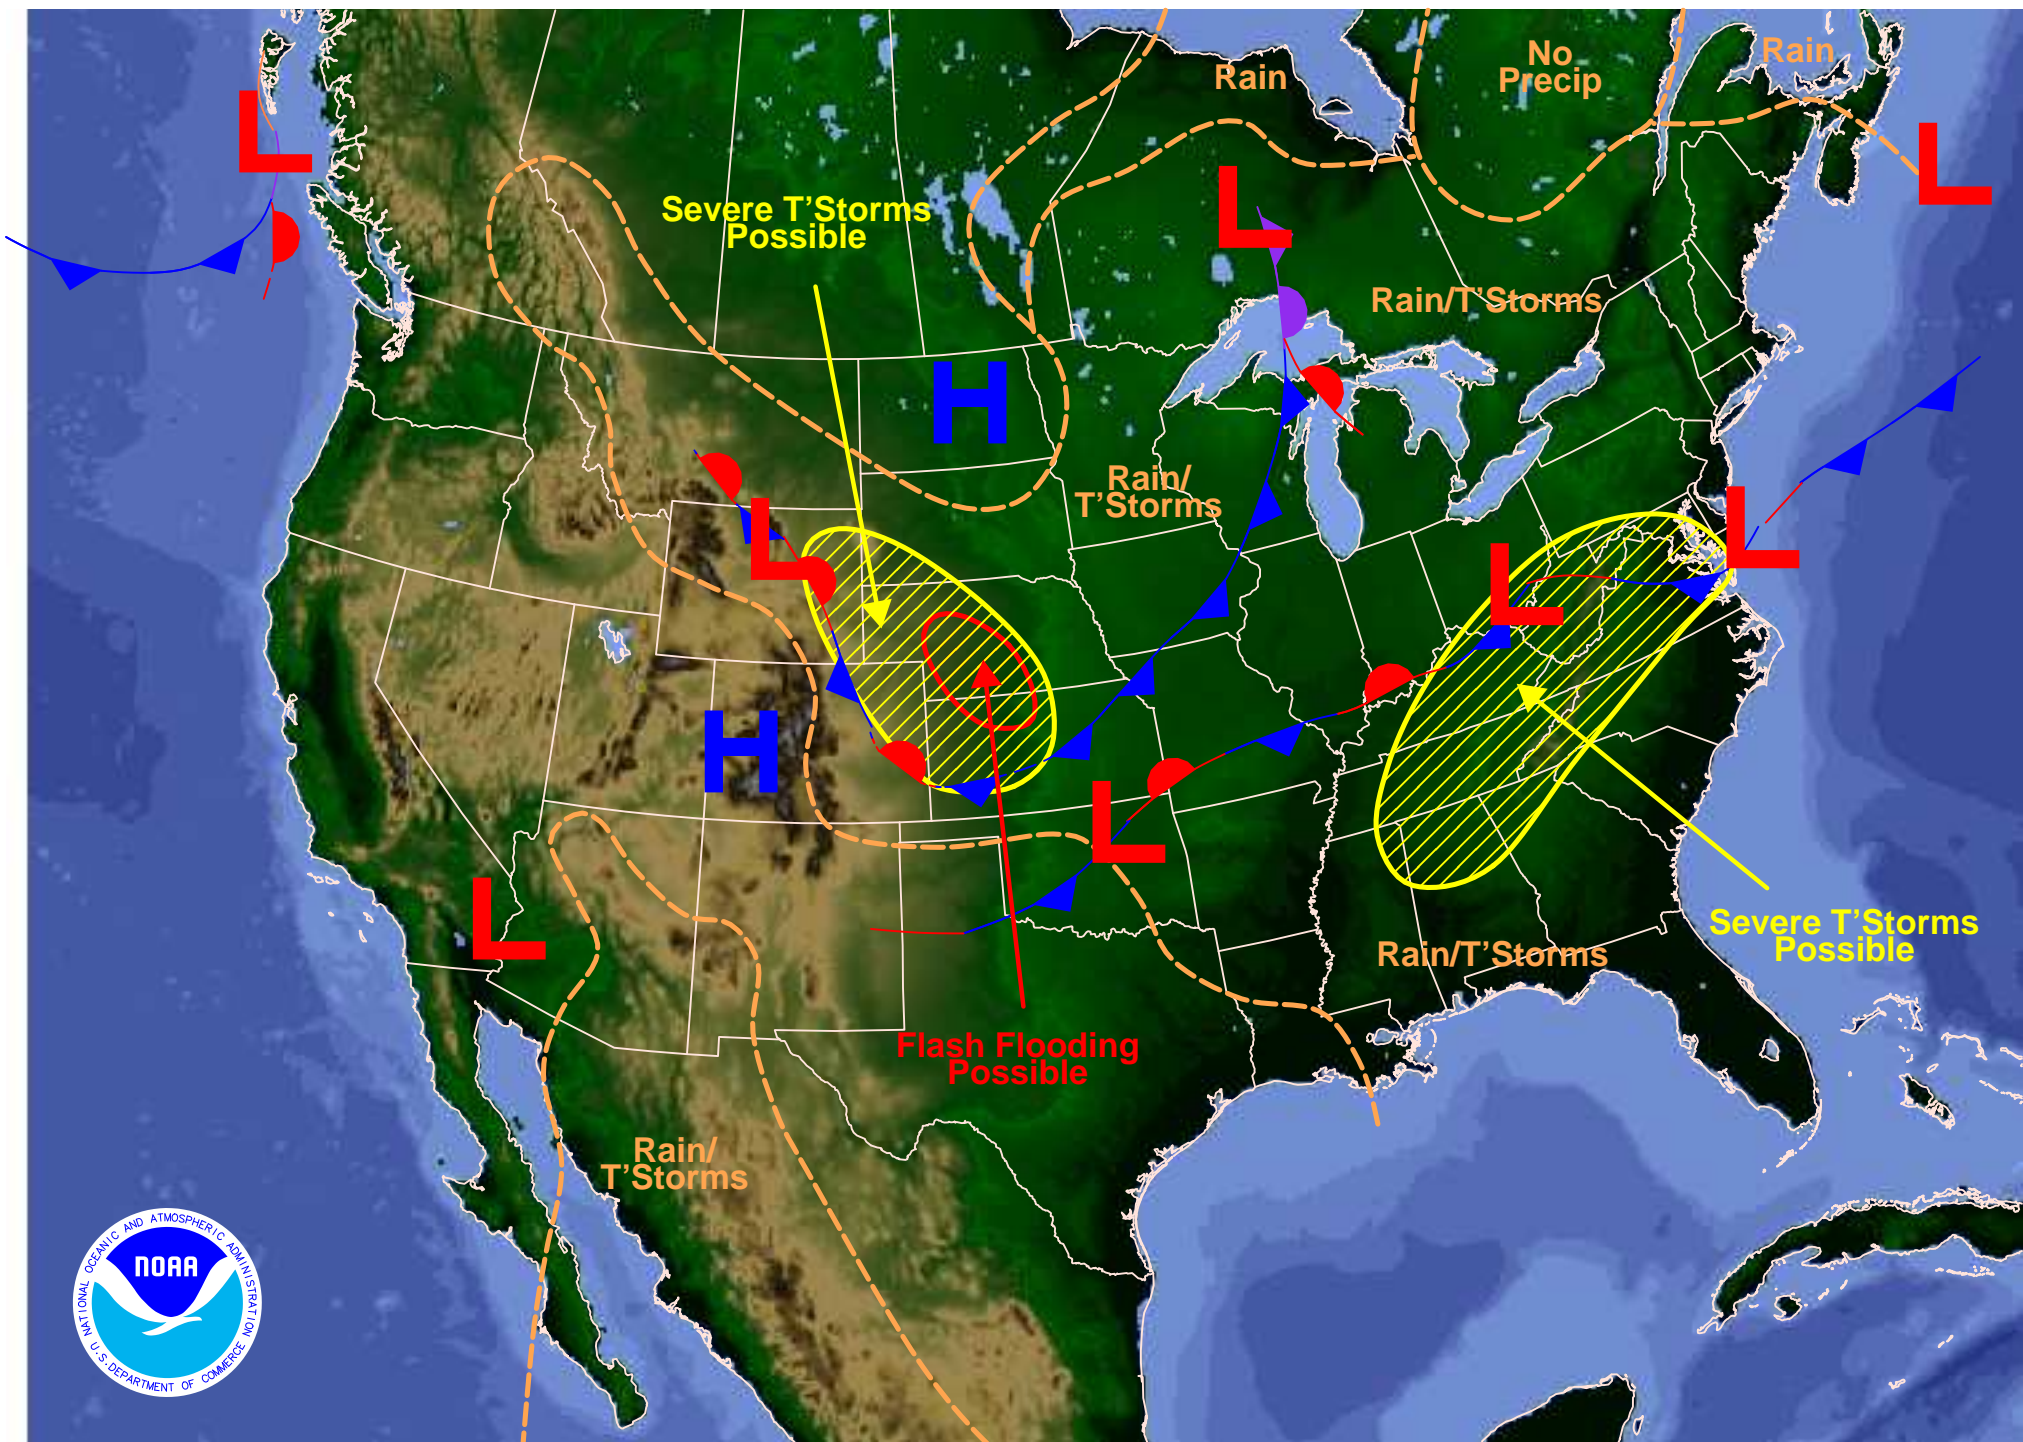 No
Precip
Rain
Rain
Severe T'Storms
Possible
Rain/T'Storms
H
Rain/
T'Storms
L
L
L
L
L
L
L
L
H
Severe T'Storms
Possible
Rain/T'Storms
Flash Flooding
Possible
Rain/
T'Storms
NATIONAL OCEANIC AND ATMOSPHERIC ADMINISTRATION
NOAA
U.S. DEPARTMENT OF COMMERCE